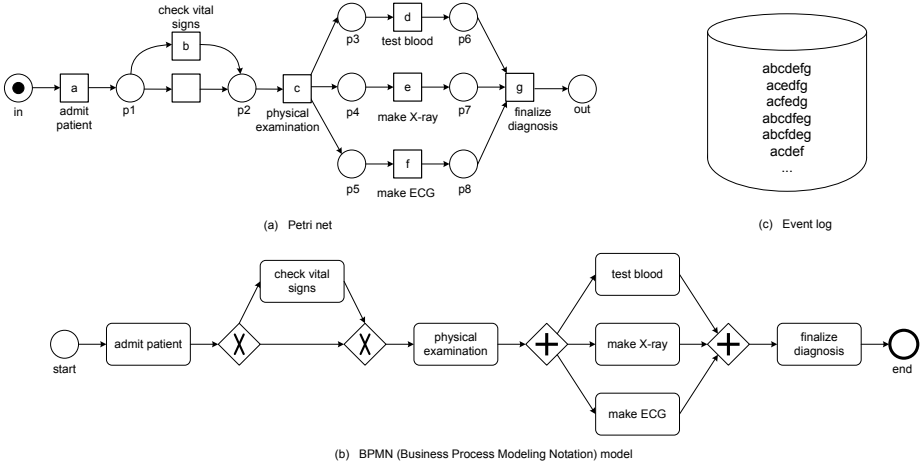 check vital
signs
b
in
a
admit
patient
p1
p2
c
physical
examination
p3
d
test blood
p6
p4
e
make X-ray
p7
p5
f
make ECG
p8
g
finalize
diagnosis
out
(a) Petri net
abcdefg
acedfg
acfedg
abcdfeg
abcfdeg
acdef
...
(c) Event log
start
admit patient
X
check vital
signs
X
physical
examination
+
test blood
make X-ray
make ECG
+
finalize
diagnosis
end
(b) BPMN (Business Process Modeling Notation) model